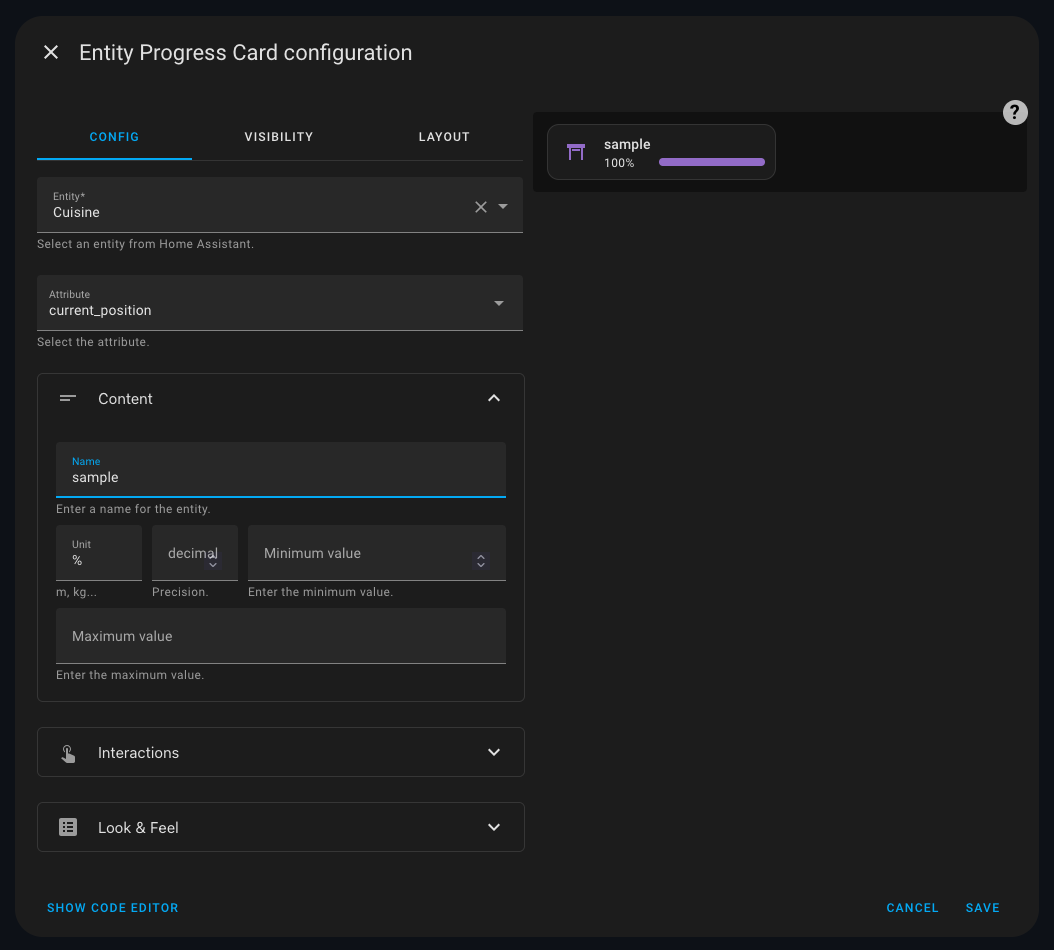 Entity Progress Card configuration
?
CONFIG VISIBILITY LAYOUT
sample
100%
Entity*
Cuisine
Select an entity from Home Assistant.
Attribute
current_position
Select the attribute.
Content
Name
sample
Enter a name for the entity.
Unit
% decimal Minimum value
m, kg... Precision. Enter the minimum value.
Maximum value
Enter the maximum value.
Interactions
Look & Feel
SHOW CODE EDITOR CANCEL SAVE